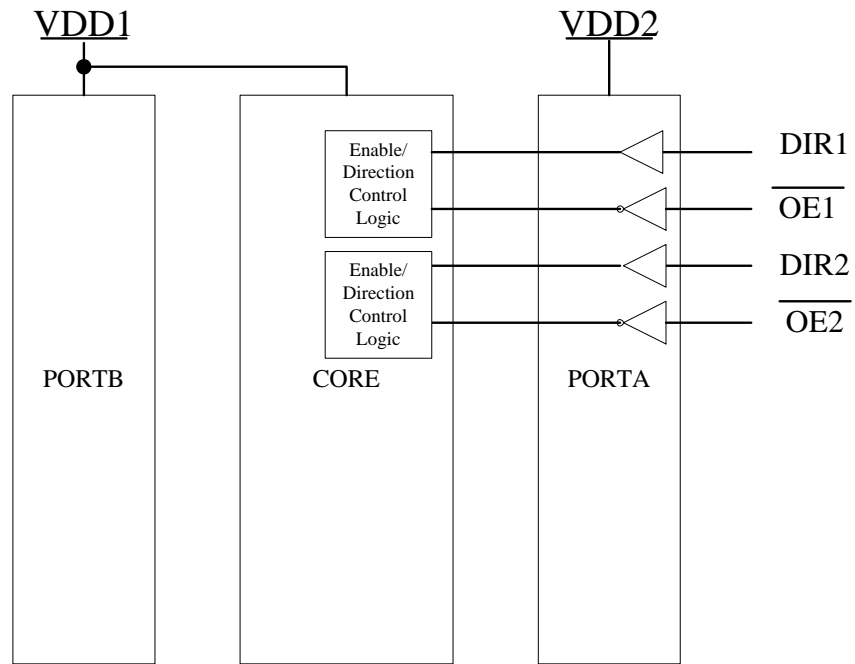 VDD1
VDD2
Enable/
Direction
Control
Logic
DIR1
OE1
Enable/
Direction
Control
Logic
DIR2
OE2
PORTB
CORE
PORTA